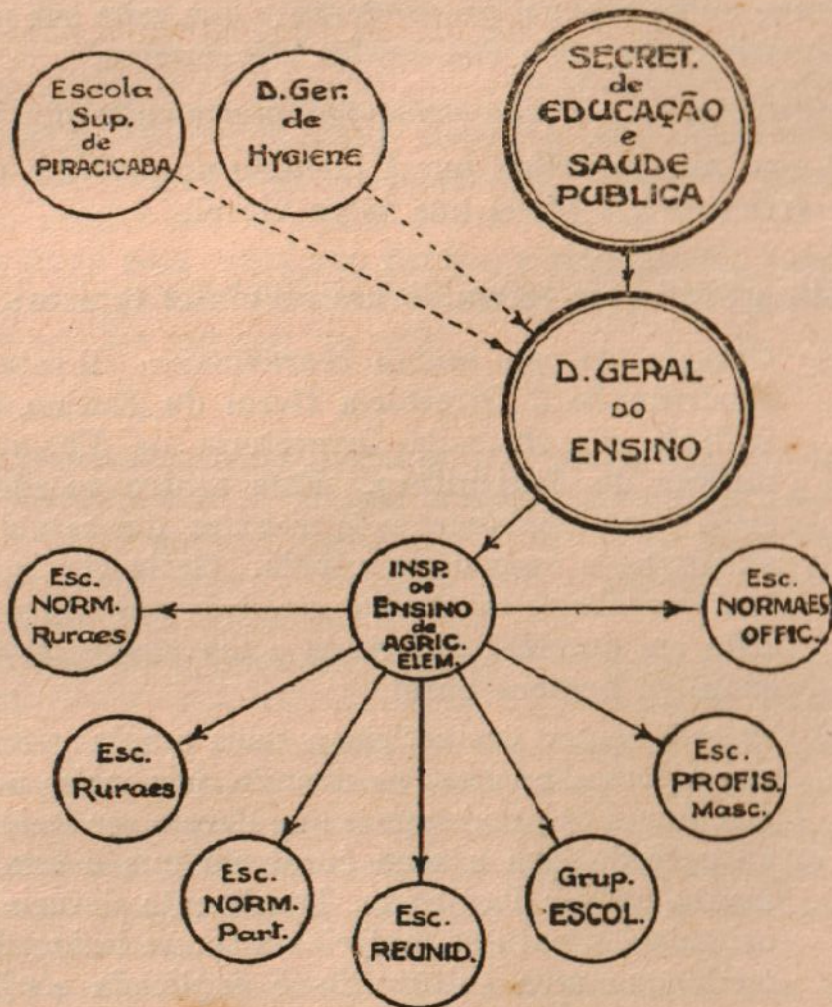 Escola
Sup.
de
PIRACICABA
D. Ger.
de
HYGIENE
SECRET.
de
EDUCAÇÃO
e
SAUDE
PUBLICA
D. GERAL
DO
ENSINO
INSP.
DO
ENSINO
de
AGRIC.
ELEM.
Esc.
NORM.
Ruraes
Esc.
NORMAES
OFFIC.
Esc.
Ruraes
Esc.
PROFIS.
Masc.
Esc.
NORM.
Part.
Esc.
REUNID.
Grup.
ESCOL.